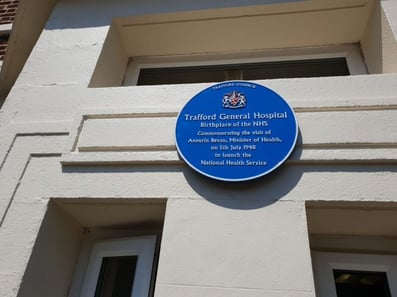 TRAFFORD COUNCIL
Trafford General Hospital
Birthplace of the NHS
Commemorating the visit of
Aneurin Bevan, Minister of Health,
on 5th July 1948
to launch the
National Health Service